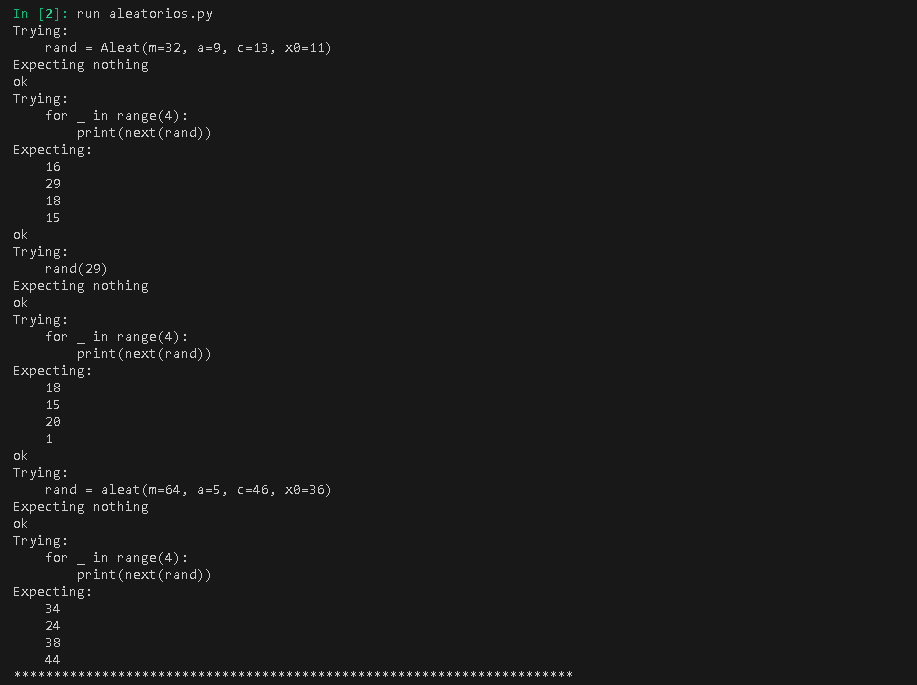 In [2]: run aleatorios.py
Trying:
    rand = Aleat(m=32, a=9, c=13, x0=11)
Expecting nothing
ok
Trying:
    for _ in range(4):
        print(next(rand))
Expecting:
    16
    29
    18
    15
ok
Trying:
    rand(29)
Expecting nothing
ok
Trying:
    for _ in range(4):
        print(next(rand))
Expecting:
    18
    15
    20
    1
ok
Trying:
    rand = aleat(m=64, a=5, c=46, x0=36)
Expecting nothing
ok
Trying:
    for _ in range(4):
        print(next(rand))
Expecting:
    34
    24
    38
    44
**********************************************************************